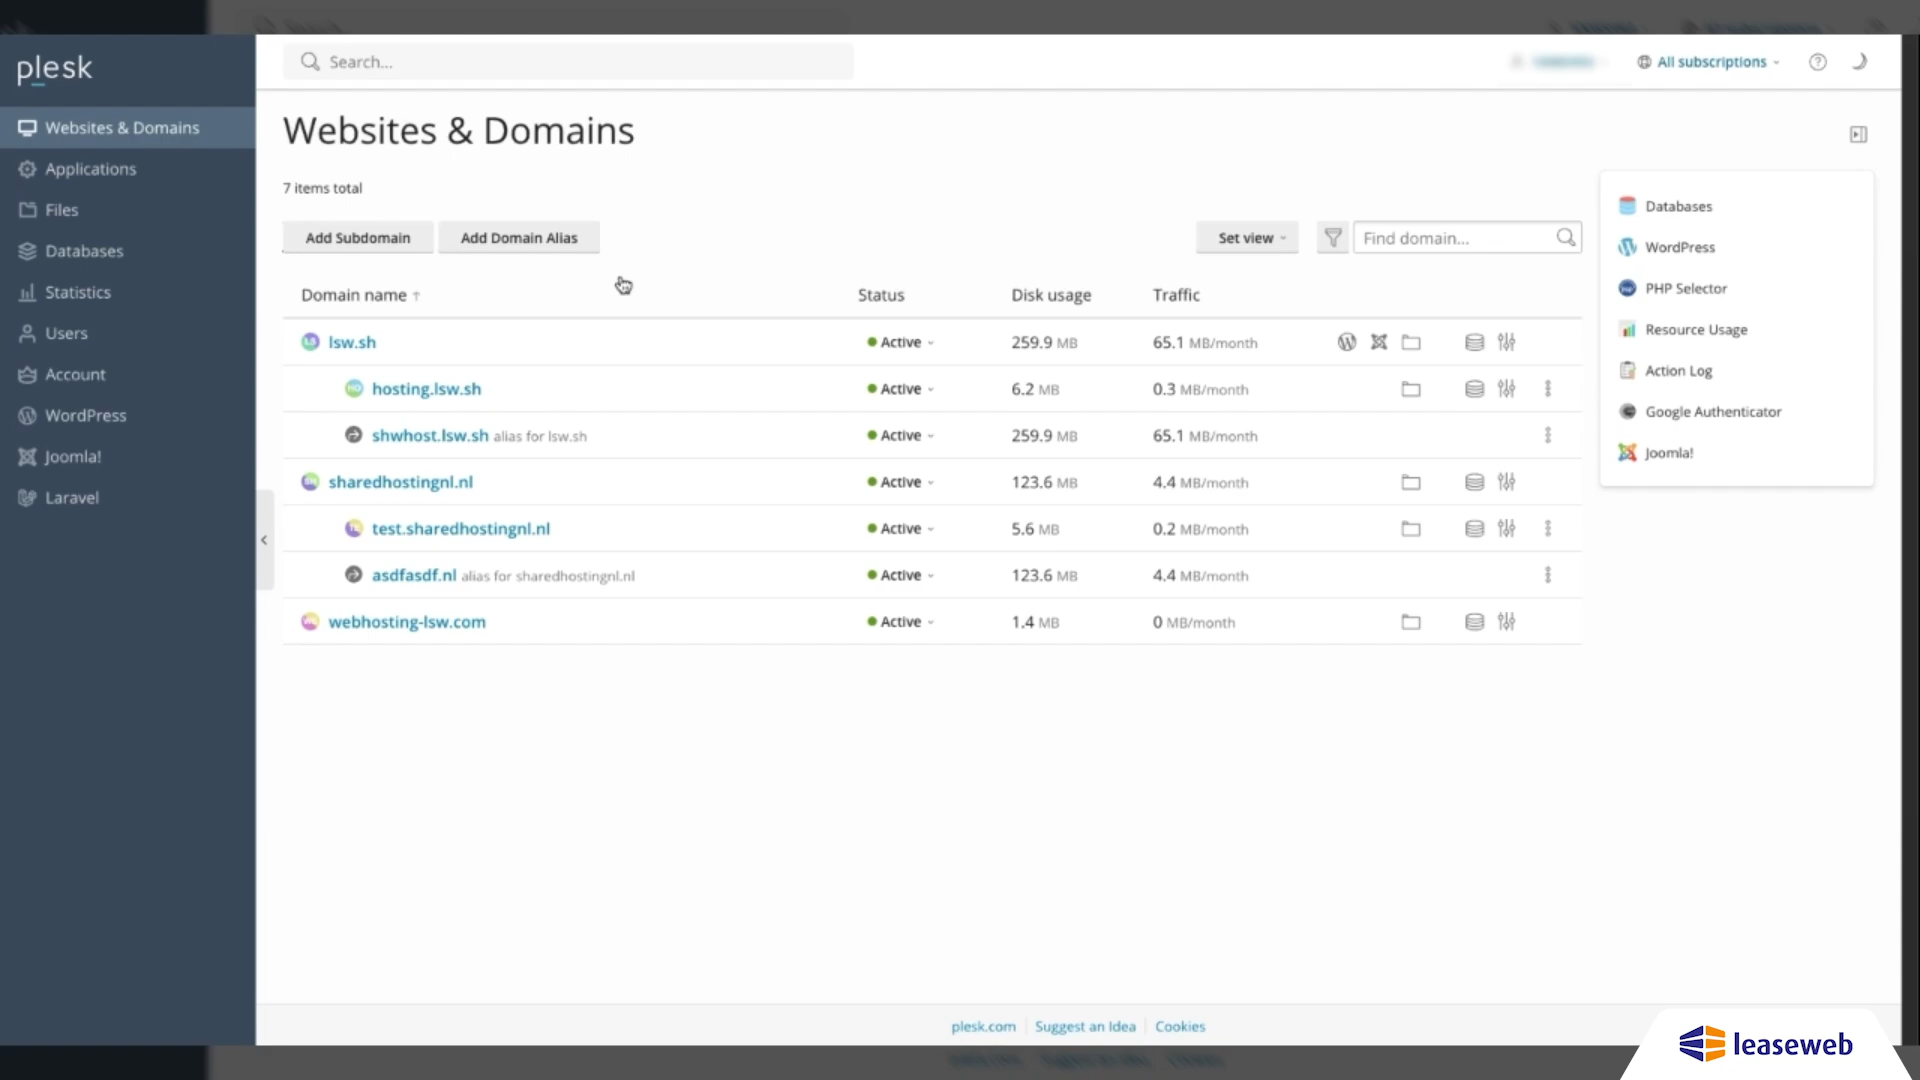 plesk
Search...
All subscriptions
Websites & Domains
Applications
Files
Databases
Statistics
Users
Account
WordPress
Joomla!
Laravel
Websites & Domains
7 items total
Add Subdomain Add Domain Alias Set view Find domain...
Domain name ↑ Status Disk usage Traffic
lsw.sh Active 259.9 MB 65.1 MB/month
hosting.lsw.sh Active 6.2 MB 0.3 MB/month
shwhost.lsw.sh alias for lsw.sh Active 259.9 MB 65.1 MB/month
sharedhostingnl.nl Active 123.6 MB 4.4 MB/month
test.sharedhostingnl.nl Active 5.6 MB 0.2 MB/month
asdfasdf.nl alias for sharedhostingnl.nl Active 123.6 MB 4.4 MB/month
webhosting-lsw.com Active 1.4 MB 0 MB/month
Databases
WordPress
PHP Selector
Resource Usage
Action Log
Google Authenticator
Joomla!
plesk.com Suggest an Idea Cookies
leaseweb